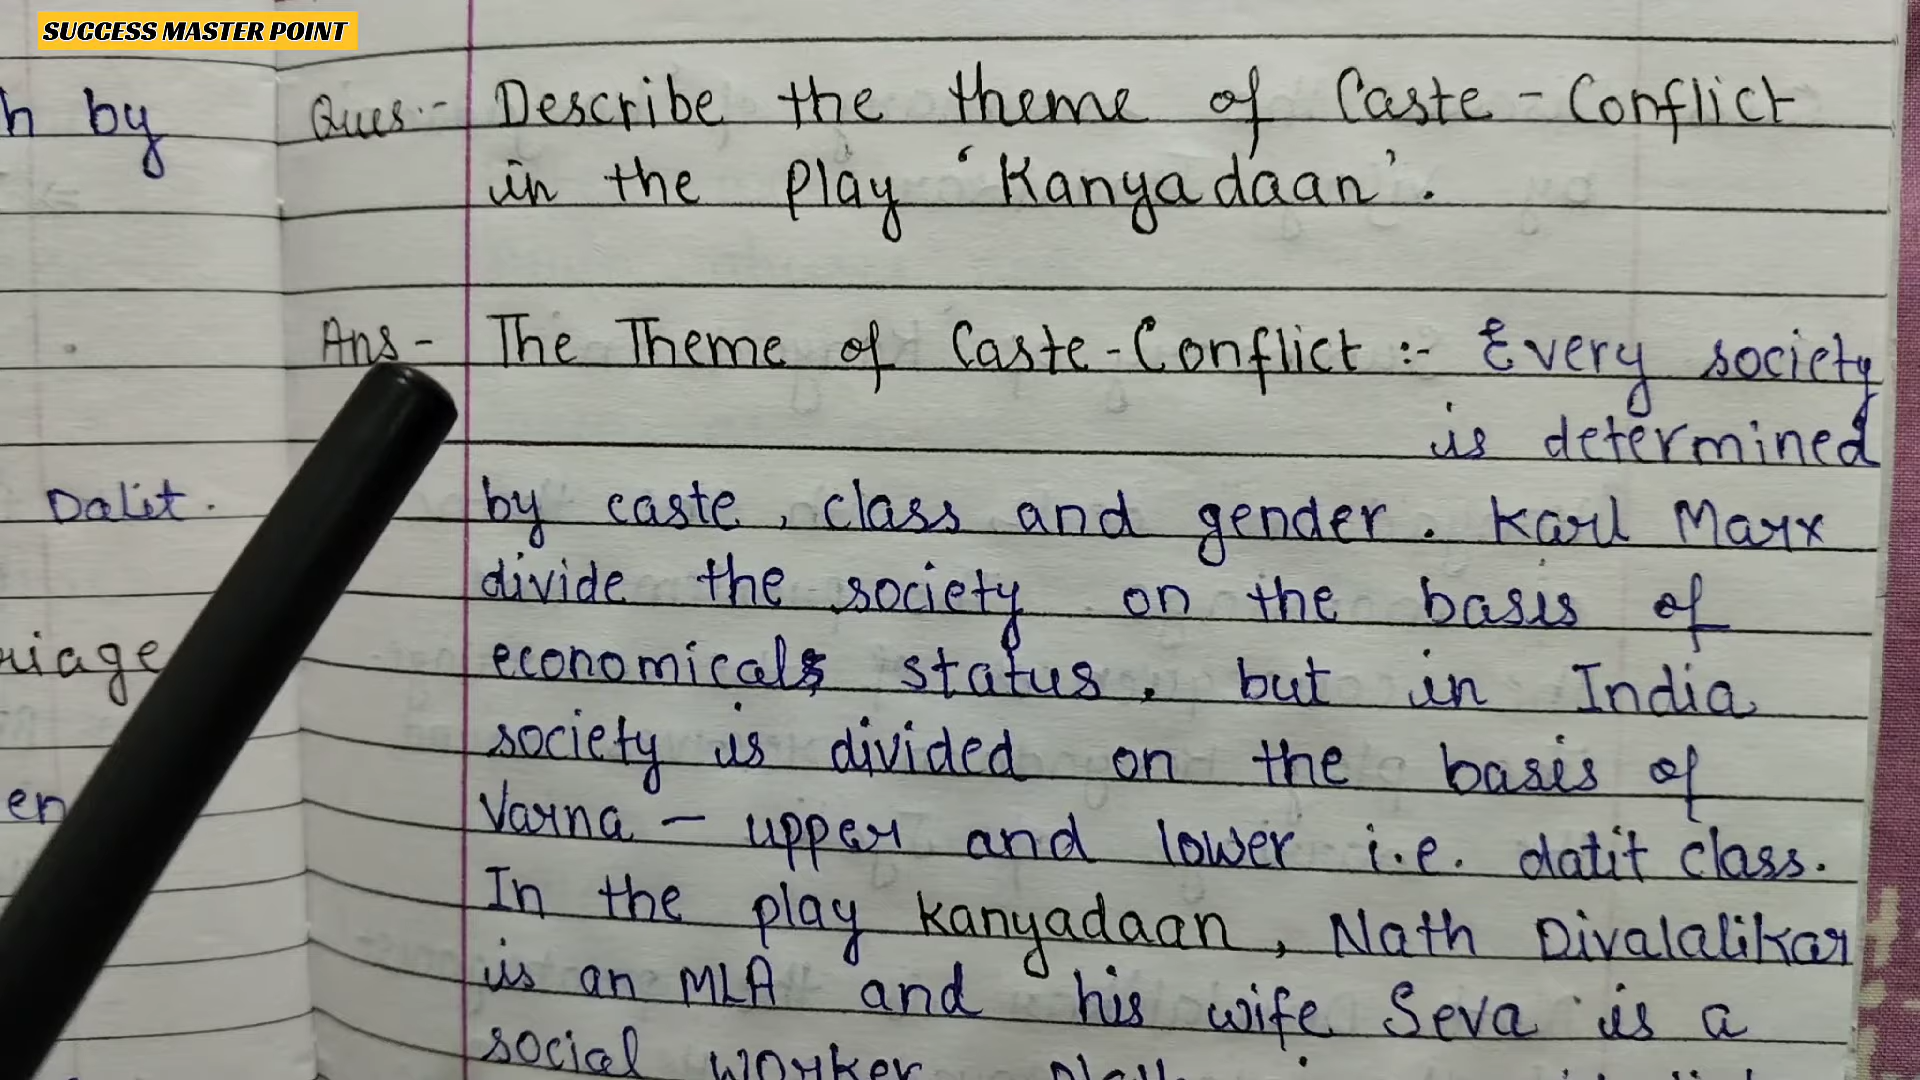 SUCCESS MASTER POINT
h by
Ques:- Describe the theme of Caste-Conflict
in the Play 'Kanyadaan'.
Ans- The Theme of Caste-Conflict :- Every society
is determined
Dalit.
by caste, class and gender. Karl Marx
divide the society on the basis of
riage
economicals status, but in India
society is divided on the basis of
en
Varna - upper and lower i.e. datit class.
In the play Kanyadaan, Nath Divalalikar
is an MLA and his wife Seva is a
social worker